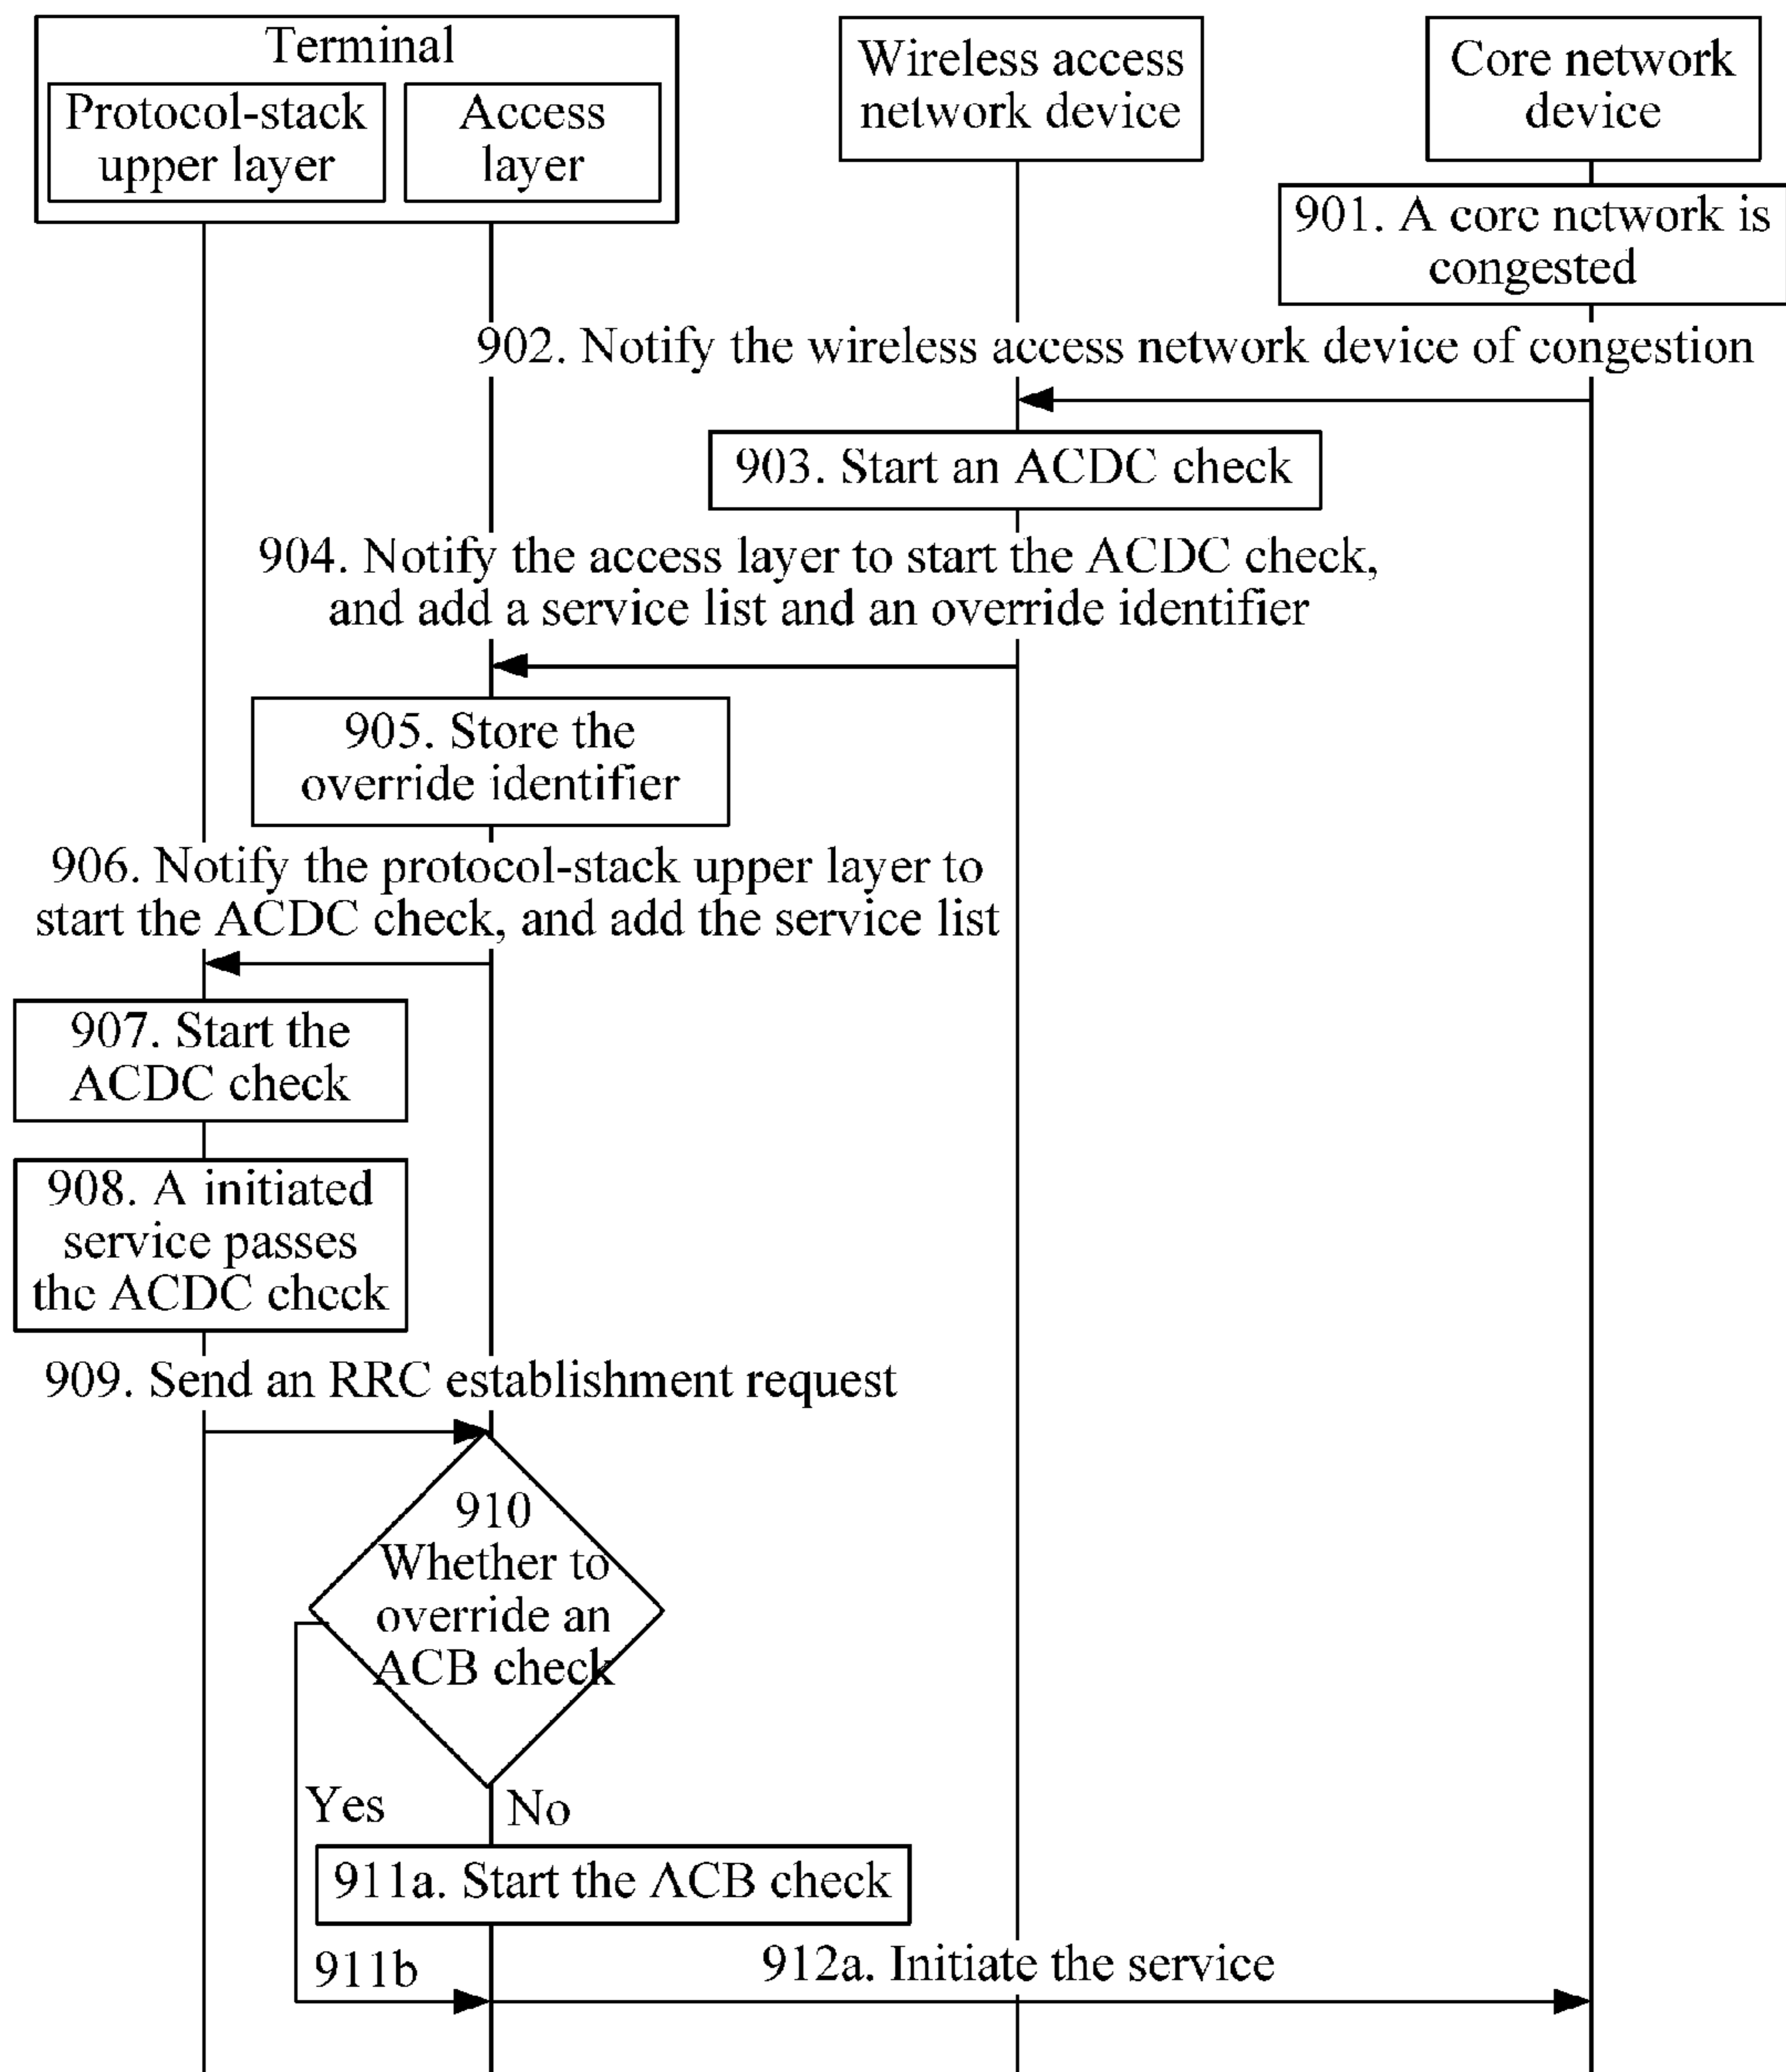 Terminal
Protocol-stack
upper layer
Access
layer
Wireless access
network device
Core network
device
901. A core network is
congested
902. Notify the wireless access network device of congestion
903. Start an ACDC check
904. Notify the access layer to start the ACDC check,
and add a service list and an override identifier
905. Store the
override identifier
906. Notify the protocol-stack upper layer to
start the ACDC check, and add the service list
907. Start the
ACDC check
908. A initiated
service passes
the ACDC check
909. Send an RRC establishment request
910
Whether to
override an
ACB check
Yes
No
911a. Start the ACB check
911b
912a. Initiate the service